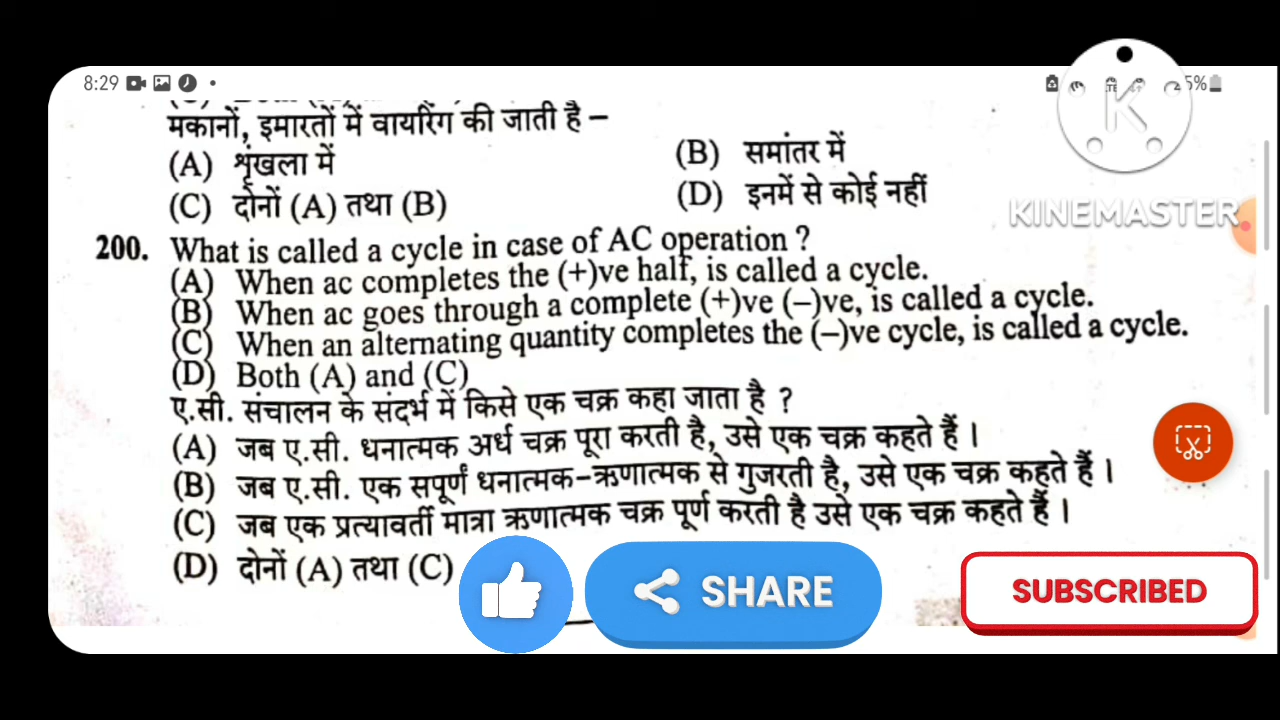 8:29
5%
मकानों, इमारतों में वायरिंग की जाती है –
(A) श्रृंखला में (B) समांतर में
(C) दोनों (A) तथा (B) (D) इनमें से कोई नहीं
K
KINEMASTER
200. What is called a cycle in case of AC operation ?
(A) When ac completes the (+)ve half, is called a cycle.
(B) When ac goes through a complete (+)ve (–)ve, is called a cycle.
(C) When an alternating quantity completes the (–)ve cycle, is called a cycle.
(D) Both (A) and (C)
ए.सी. संचालन के संदर्भ में किसे एक चक्र कहा जाता है ?
(A) जब ए.सी. धनात्मक अर्ध चक्र पूरा करती है, उसे एक चक्र कहते हैं ।
(B) जब ए.सी. एक सपूर्ण धनात्मक–ऋणात्मक से गुजरती है, उसे एक चक्र कहते हैं ।
(C) जब एक प्रत्यावर्ती मात्रा ऋणात्मक चक्र पूर्ण करती है उसे एक चक्र कहते हैं ।
(D) दोनों (A) तथा (C)
SHARE
SUBSCRIBED